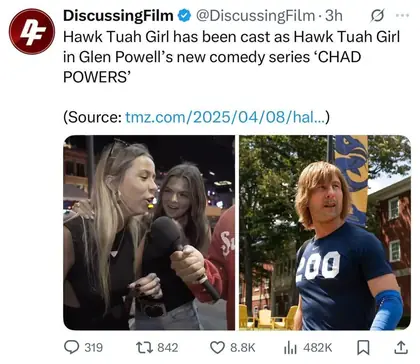 DF
DiscussingFilm @DiscussingFilm · 3h
Hawk Tuah Girl has been cast as Hawk Tuah Girl
in Glen Powell's new comedy series ‘CHAD
POWERS’
(Source: tmz.com/2025/04/08/hal...)
200
319 842 8.8K 482K